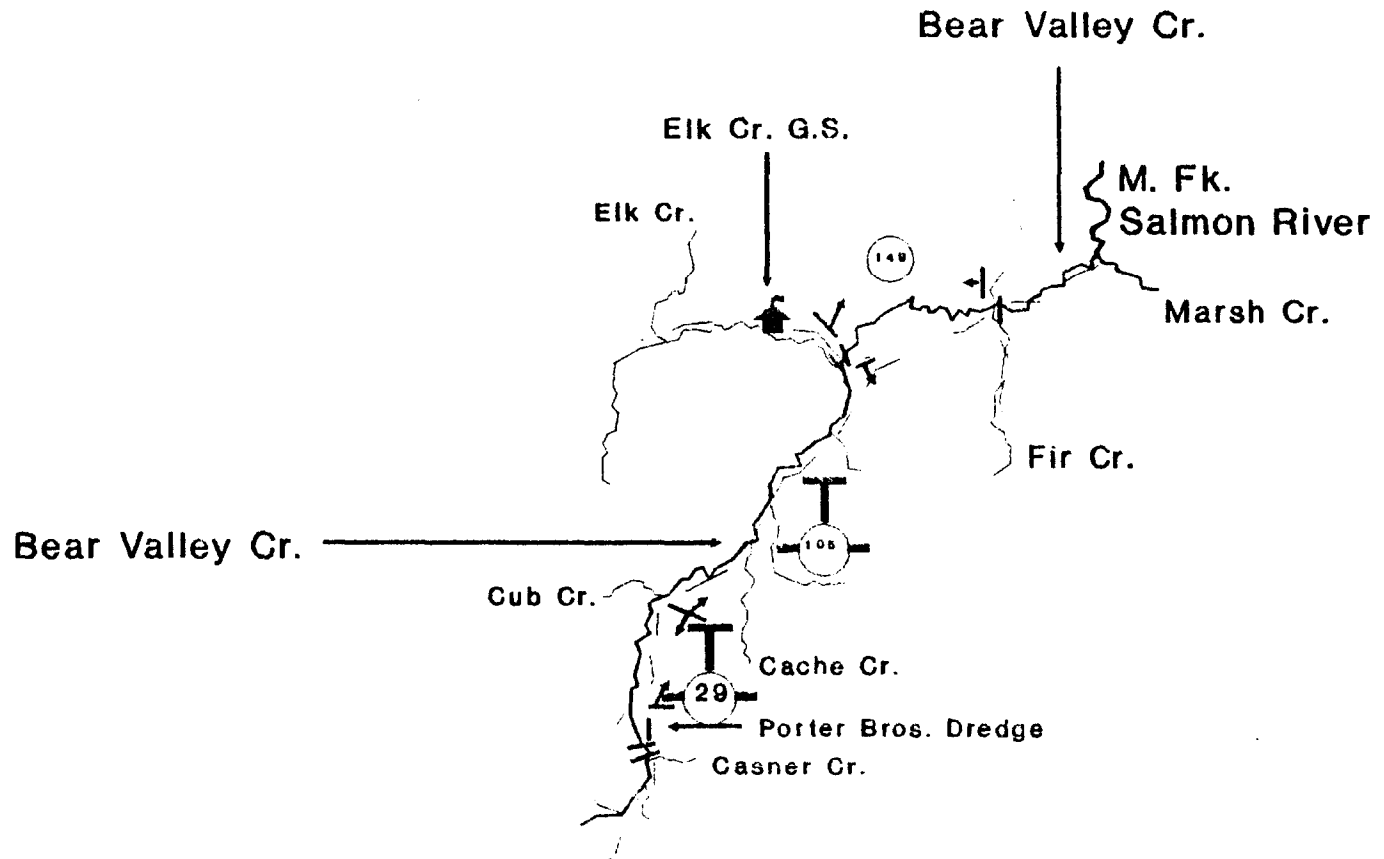 Bear Valley Cr.
Elk Cr. G.S.
M. Fk.
Salmon River
Elk Cr.
149
Marsh Cr.
Fir Cr.
Bear Valley Cr.
105
Cub Cr.
Cache Cr.
29
Porter Bros. Dredge
Casner Cr.